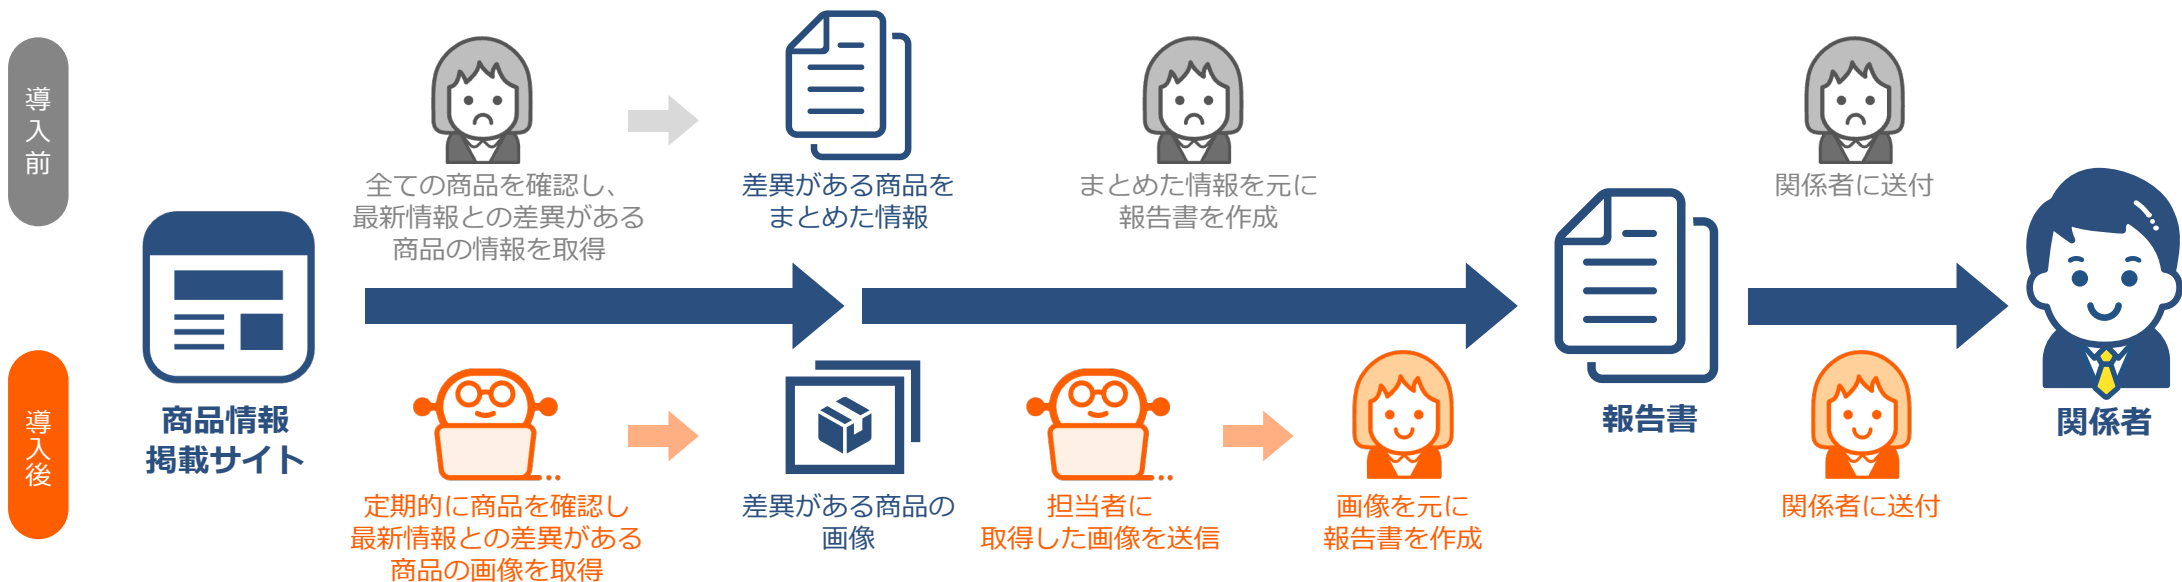 導入前
全ての商品を確認し、
最新情報との差異がある
商品の情報を取得
差異がある商品を
まとめた情報
まとめた情報を元に
報告書を作成
関係者に送付
商品情報
掲載サイト
報告書
関係者
導入後
定期的に商品を確認し
最新情報との差異がある
商品の画像を取得
差異がある商品の
画像
担当者に
取得した画像を送信
画像を元に
報告書を作成
関係者に送付